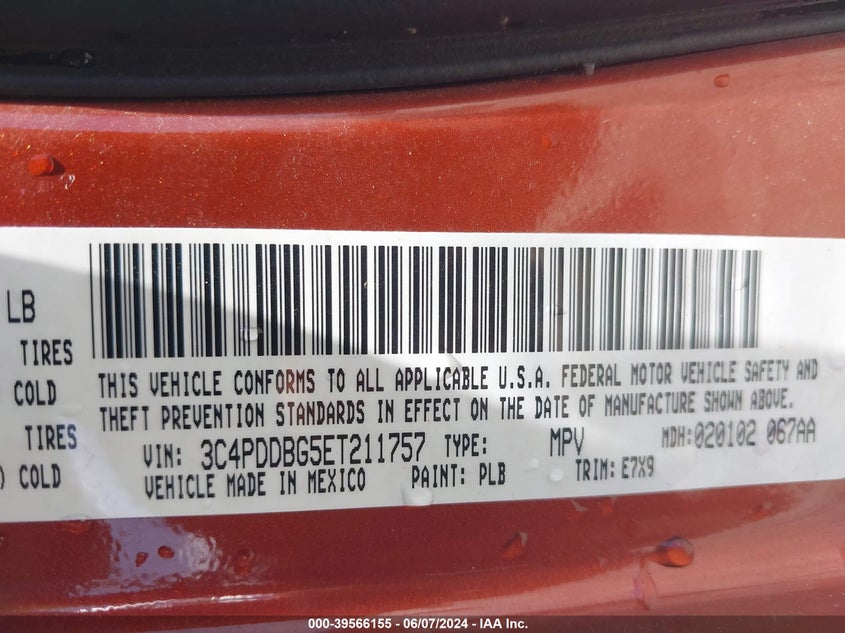 LB
TIRES
COLD
TIRES
) COLD
THIS VEHICLE CONFORMS TO ALL APPLICABLE U.S.A. FEDERAL MOTOR VEHICLE SAFETY AND
THEFT PREVENTION STANDARDS IN EFFECT ON THE DATE OF MANUFACTURE SHOWN ABOVE.
VIN: 3C4PDDBG5ET211757 TYPE: MPV MDH:020102 067AA
VEHICLE MADE IN MEXICO PAINT: PLB TRIM: E7X9
000-39566155 - 06/07/2024 - IAA Inc.